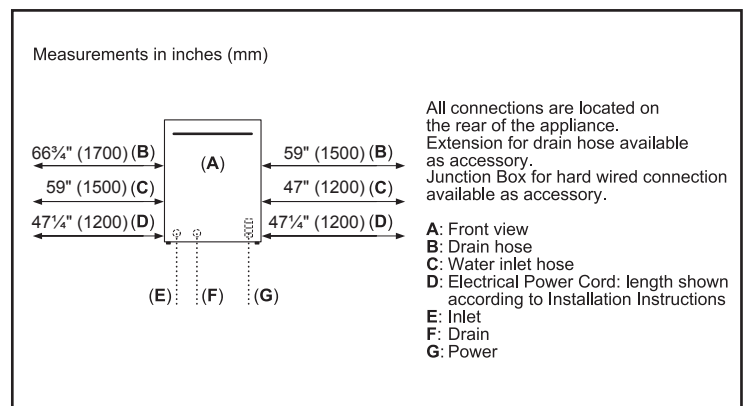 Measurements in inches (mm)
66¾" (1700) (B)
59" (1500) (C)
47¼" (1200) (D)
(A)
59" (1500) (B)
47" (1200) (C)
47¼" (1200) (D)
(E)
(F)
(G)
All connections are located on
the rear of the appliance.
Extension for drain hose available
as accessory.
Junction Box for hard wired connection
available as accessory.
A: Front view
B: Drain hose
C: Water inlet hose
D: Electrical Power Cord: length shown
according to Installation Instructions
E: Inlet
F: Drain
G: Power